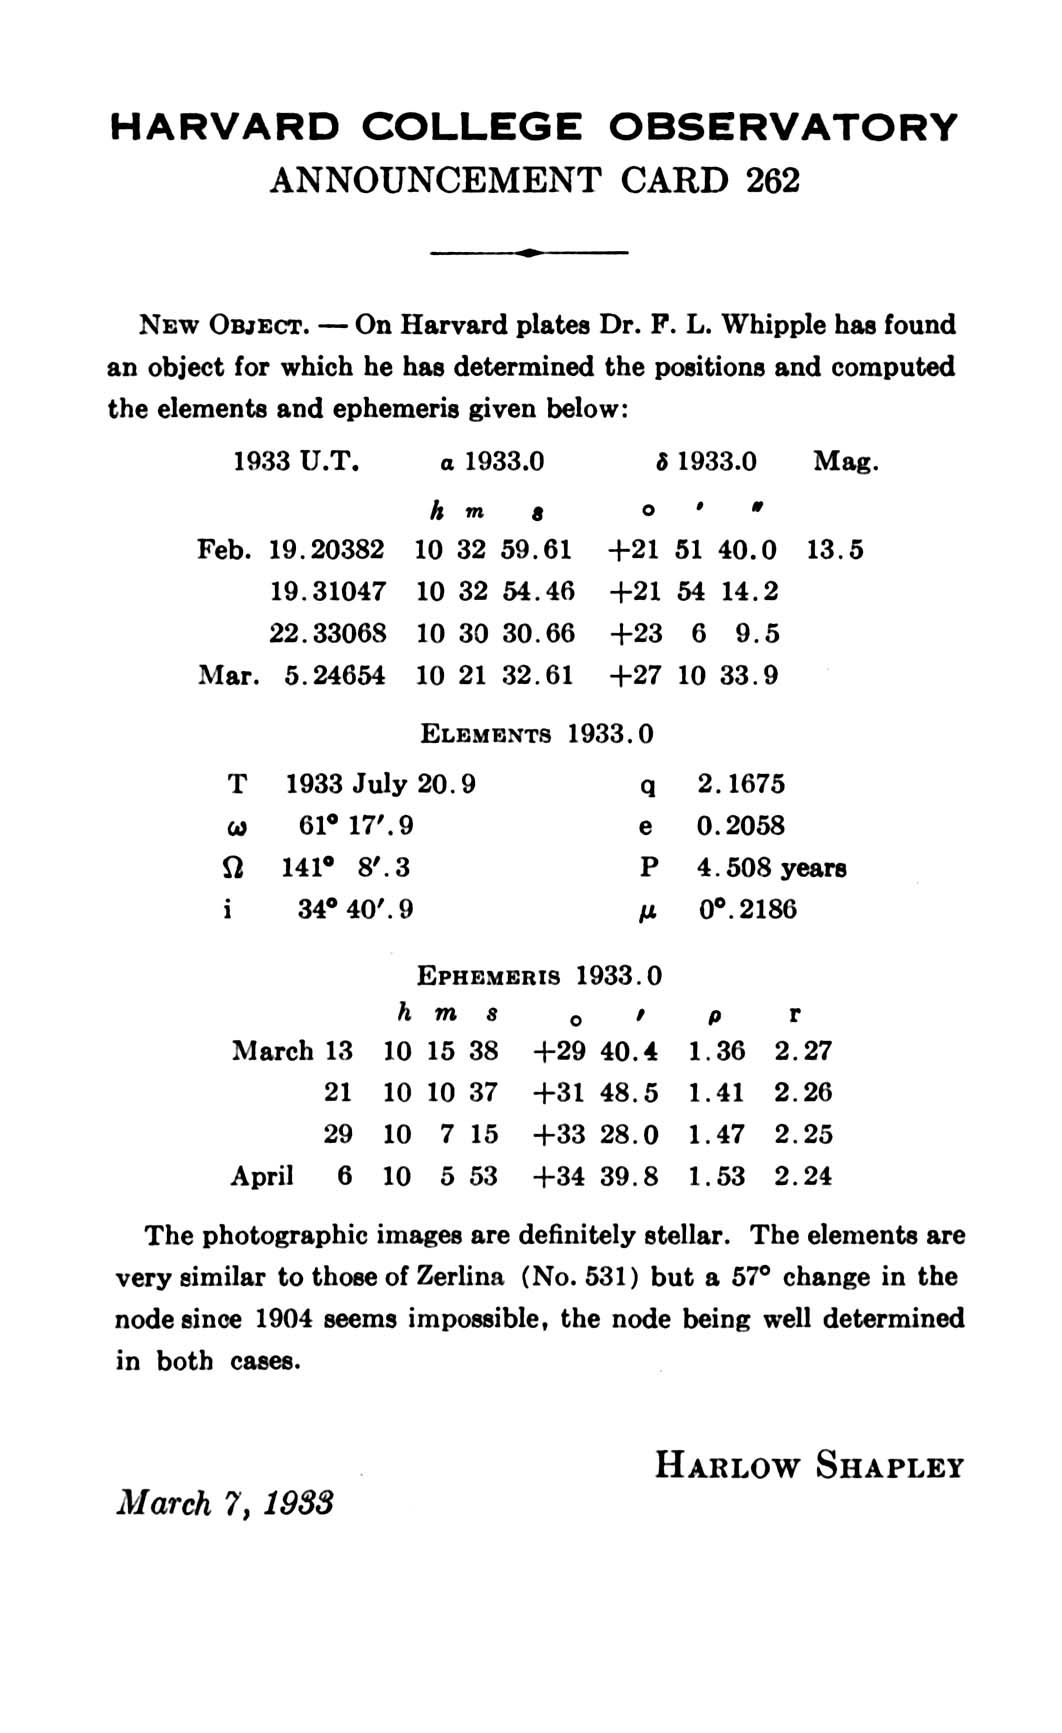 HARVARD COLLEGE OBSERVATORY
ANNOUNCEMENT CARD 262
NEW OBJECT. — On Harvard plates Dr. F. L. Whipple has found
an object for which he has determined the positions and computed
the elements and ephemeris given below:
1933 U.T. α 1933.0 δ 1933.0 Mag.
h m s ° ′ ″
Feb. 19.20382 10 32 59.61 +21 51 40.0 13.5
19.31047 10 32 54.46 +21 54 14.2
22.33068 10 30 30.66 +23 6 9.5
Mar. 5.24654 10 21 32.61 +27 10 33.9
ELEMENTS 1933.0
T 1933 July 20.9 q 2.1675
ω 61° 17′.9 e 0.2058
Ω 141° 8′.3 P 4.508 years
i 34° 40′.9 μ 0°.2186
EPHEMERIS 1933.0
h m s ° ′ ρ r
March 13 10 15 38 +29 40.4 1.36 2.27
21 10 10 37 +31 48.5 1.41 2.26
29 10 7 15 +33 28.0 1.47 2.25
April 6 10 5 53 +34 39.8 1.53 2.24
The photographic images are definitely stellar. The elements are
very similar to those of Zerlina (No. 531) but a 57° change in the
node since 1904 seems impossible, the node being well determined
in both cases.
HARLOW SHAPLEY
March 7, 1933